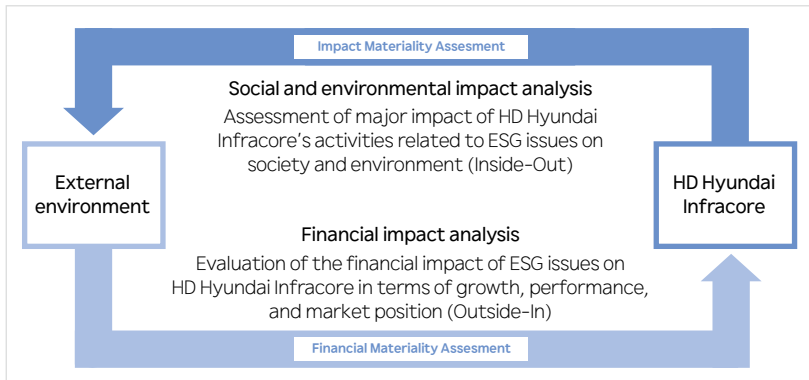 Impact Materiality Assesment
Social and environmental impact analysis
Assessment of major impact of HD Hyundai
Infracore's activities related to ESG issues on
society and environment (Inside-Out)
External
environment
HD Hyundai
Infracore
Financial impact analysis
Evaluation of the financial impact of ESG issues on
HD Hyundai Infracore in terms of growth, performance,
and market position (Outside-In)
Financial Materiality Assesment